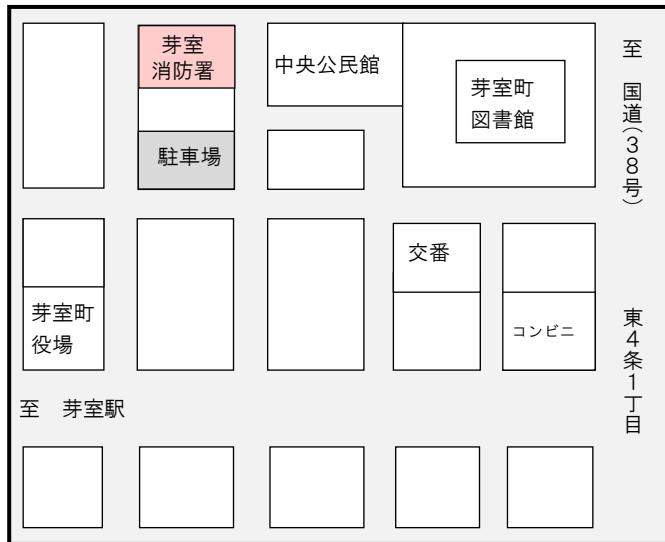 芽室
消防署
中央公民館
芽室町
図書館
駐車場
至　国道(38号)
交番
芽室町
役場
コンビニ
東4条1丁目
至　芽室駅